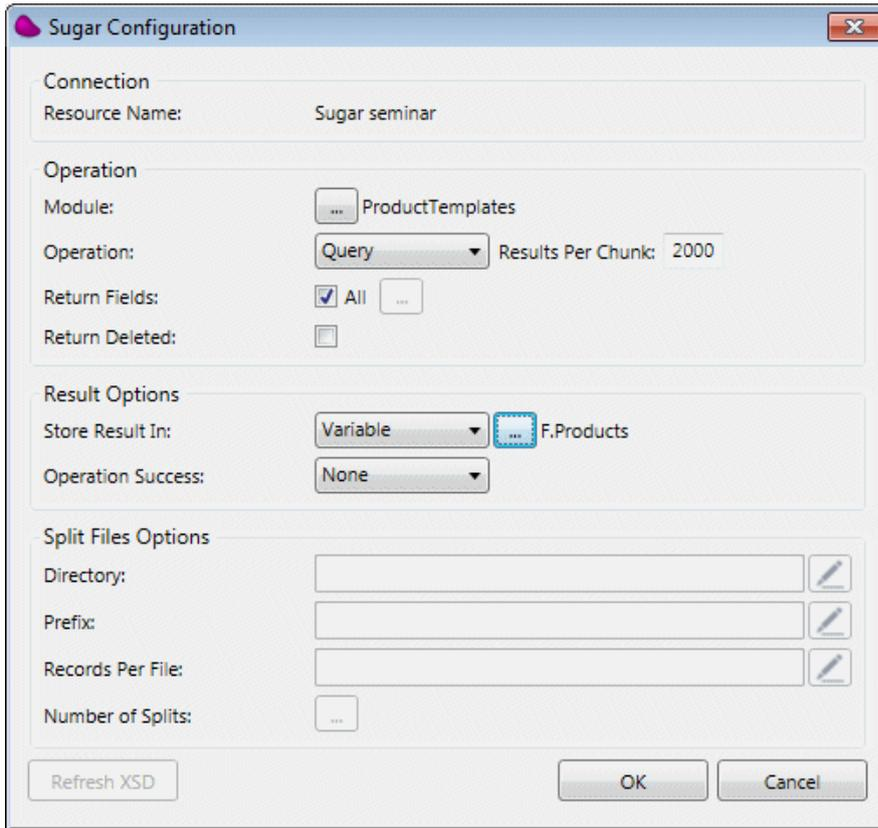 Sugar Configuration
Connection
Resource Name: Sugar seminar
Operation
Module: ... ProductTemplates
Operation: Query Results Per Chunk: 2000
Return Fields: All ...
Return Deleted:
Result Options
Store Result In: Variable ... F.Products
Operation Success: None
Split Files Options
Directory:
Prefix:
Records Per File:
Number of Splits: ...
Refresh XSD OK Cancel